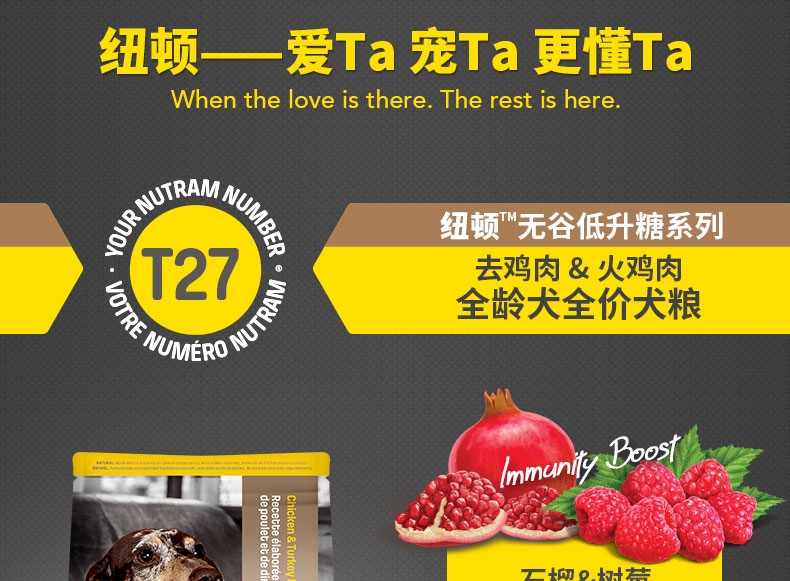 纽顿——爱Ta 宠Ta 更懂Ta
When the love is there. The rest is here.
· YOUR NUTRAM NUMBER ®
T27
VOTRE NUMÉRO NUTRAM
纽顿™无谷低升糖系列
去鸡肉 & 火鸡肉
全龄犬全价犬粮
Immunity Boost
Chicken & Turkey
Recette élaborée
de poulet et de di
石榴&树莓